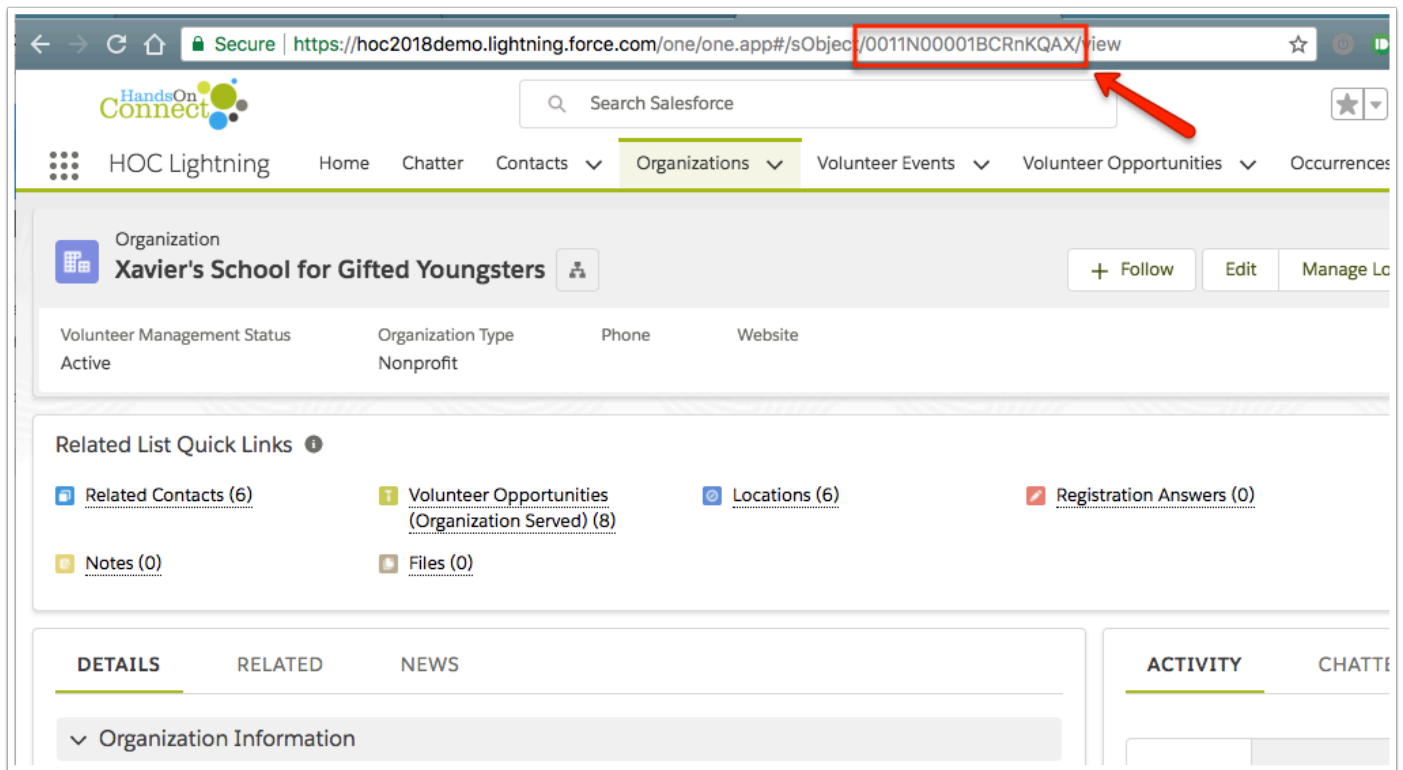 Secure | https://hoc2018demo.lightning.force.com/one/one.app#/sObject/0011N00001BCRnKQAX/view
HandsOn
Connect
Search Salesforce
HOC Lightning Home Chatter Contacts Organizations Volunteer Events Volunteer Opportunities Occurrences
Organization
Xavier's School for Gifted Youngsters
+ Follow Edit Manage Lo
Volunteer Management Status Organization Type Phone Website
Active Nonprofit
Related List Quick Links
Related Contacts (6) Volunteer Opportunities Locations (6) Registration Answers (0)
(Organization Served) (8)
Notes (0) Files (0)
DETAILS RELATED NEWS ACTIVITY CHATTE
Organization Information